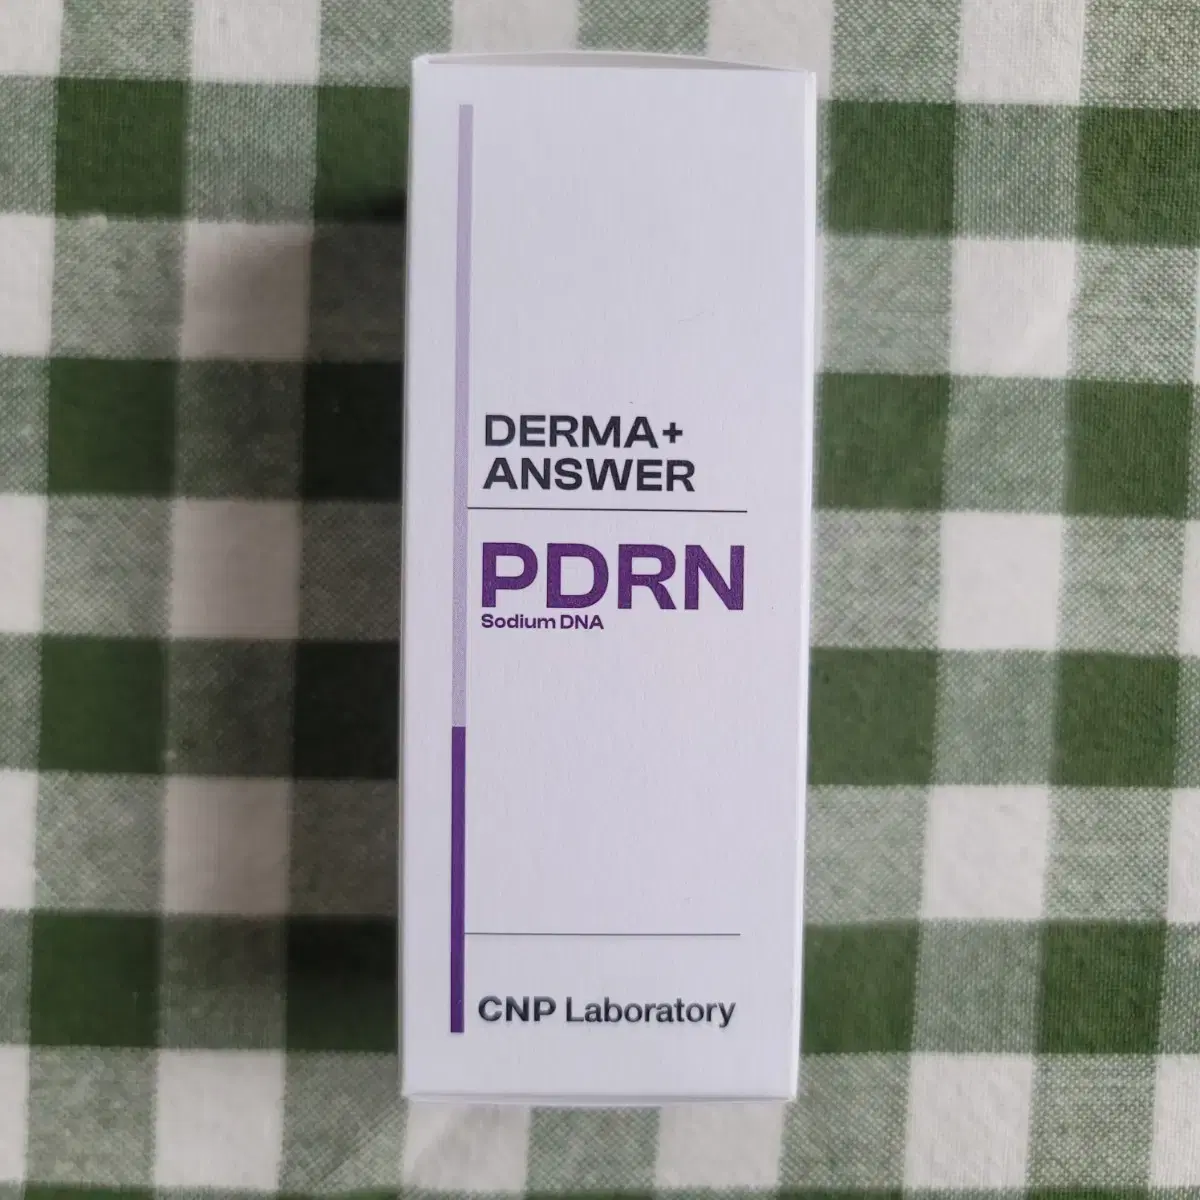 DERMA+
ANSWER
PDRN
Sodium DNA
CNP Laboratory